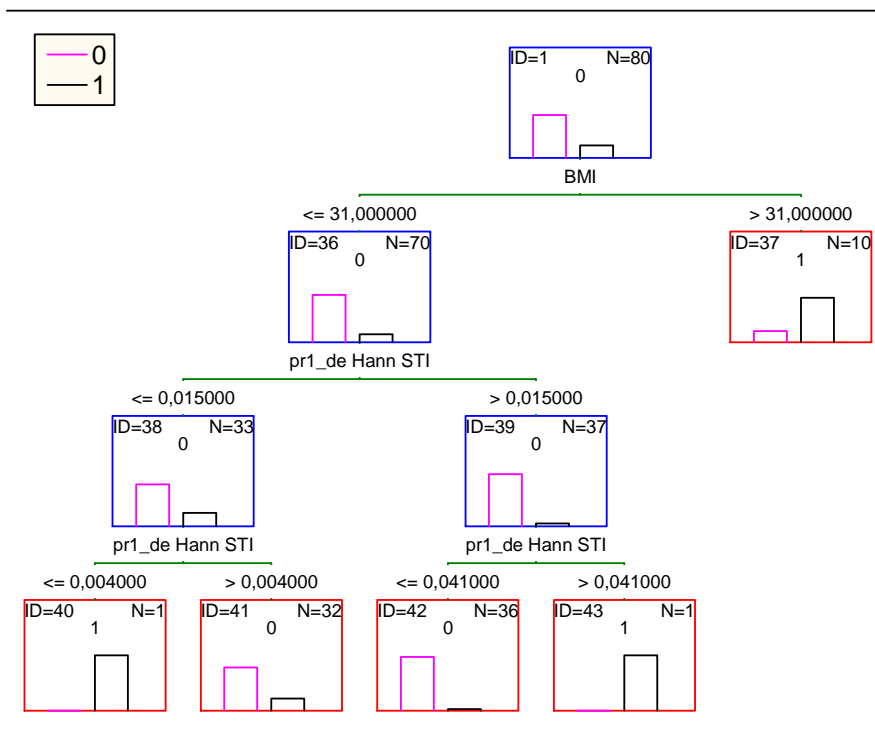 0
1
ID=1 N=80
0
BMI
<= 31,000000 > 31,000000
ID=36 N=70 ID=37 N=10
0 1
pr1_de Hann STI
<= 0,015000 > 0,015000
ID=38 N=33 ID=39 N=37
0 0
pr1_de Hann STI pr1_de Hann STI
<= 0,004000 > 0,004000 <= 0,041000 > 0,041000
ID=40 N=1 ID=41 N=32 ID=42 N=36 ID=43 N=1
1 0 0 1